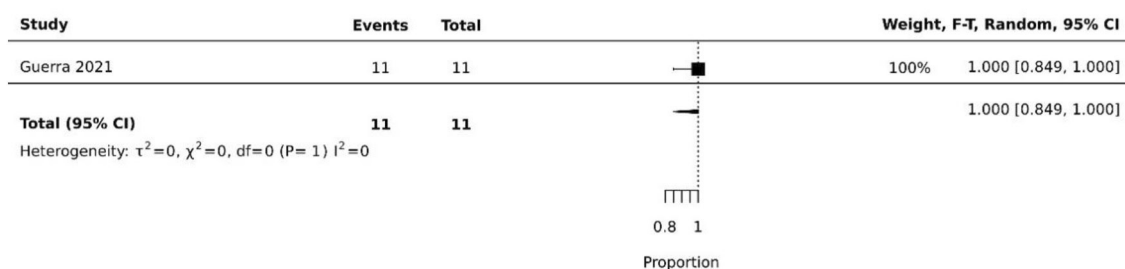 Study Events Total Weight, F-T, Random, 95% CI
Guerra 2021 11 11 100% 1.000 [0.849, 1.000]
1.000 [0.849, 1.000]
Total (95% CI) 11 11
Heterogeneity: τ²=0, χ²=0, df=0 (P= 1) I²=0
0.8 1
Proportion